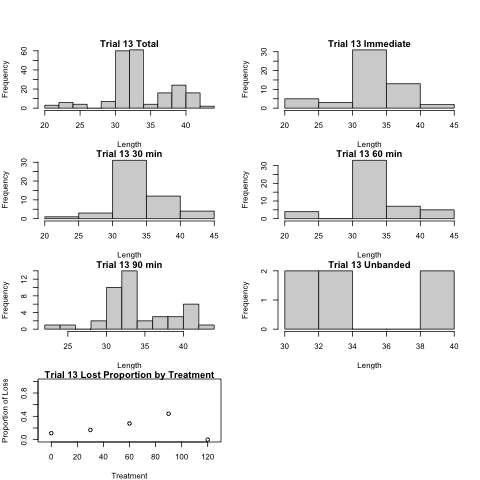 Trial 13 Total
Frequency
0 20 40 60
20 25 30 35 40
Length
Trial 13 Immediate
Frequency
0 10 20 30
20 25 30 35 40 45
Length
Trial 13 30 min
Frequency
0 10 20 30
20 25 30 35 40 45
Length
Trial 13 60 min
Frequency
0 10 20 30
20 25 30 35 40 45
Length
Trial 13 90 min
Frequency
0 4 8 12
25 30 35 40
Length
Trial 13 Unbanded
Frequency
0 1 2
30 32 34 36 38 40
Length
Trial 13 Lost Proportion by Treatment
Proportion of Loss
0.0 0.4 0.8
0 20 40 60 80 100 120
Treatment